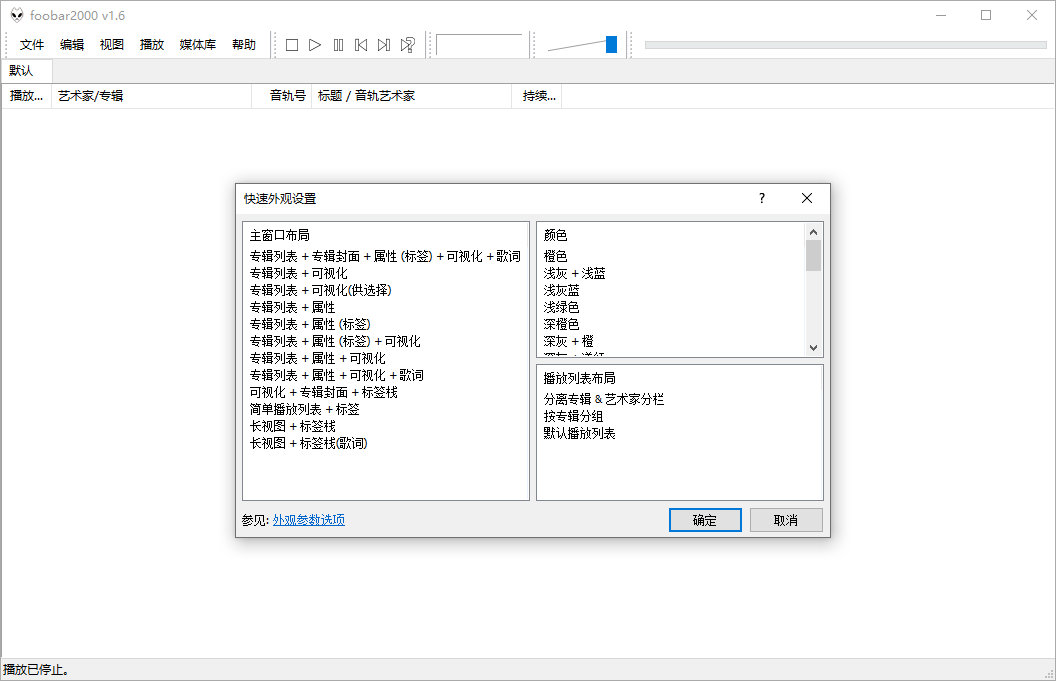 foobar2000 v1.6
文件 编辑 视图 播放 媒体库 帮助
默认
播放... 艺术家/专辑 音轨号 标题 / 音轨艺术家 持续...
快速外观设置 ?
主窗口布局
专辑列表 + 专辑封面 + 属性 (标签) + 可视化 + 歌词
专辑列表 + 可视化
专辑列表 + 可视化(供选择)
专辑列表 + 属性
专辑列表 + 属性 (标签)
专辑列表 + 属性 (标签) + 可视化
专辑列表 + 属性 + 可视化
专辑列表 + 属性 + 可视化 + 歌词
可视化 + 专辑封面 + 标签栈
简单播放列表 + 标签
长视图 + 标签栈
长视图 + 标签栈(歌词)
颜色
橙色
浅灰 + 浅蓝
浅灰蓝
浅绿色
深橙色
深灰 + 橙
播放列表布局
分离专辑 & 艺术家分栏
按专辑分组
默认播放列表
参见: 外观参数选项
确定 取消
播放已停止。